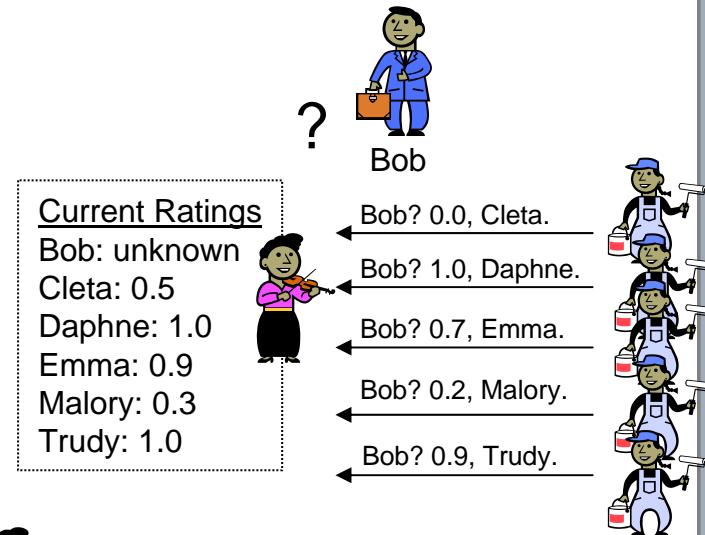 ?
Bob
Current Ratings
Bob: unknown
Cleta: 0.5
Daphne: 1.0
Emma: 0.9
Malory: 0.3
Trudy: 1.0
Bob? 0.0, Cleta.
Bob? 1.0, Daphne.
Bob? 0.7, Emma.
Bob? 0.2, Malory.
Bob? 0.9, Trudy.